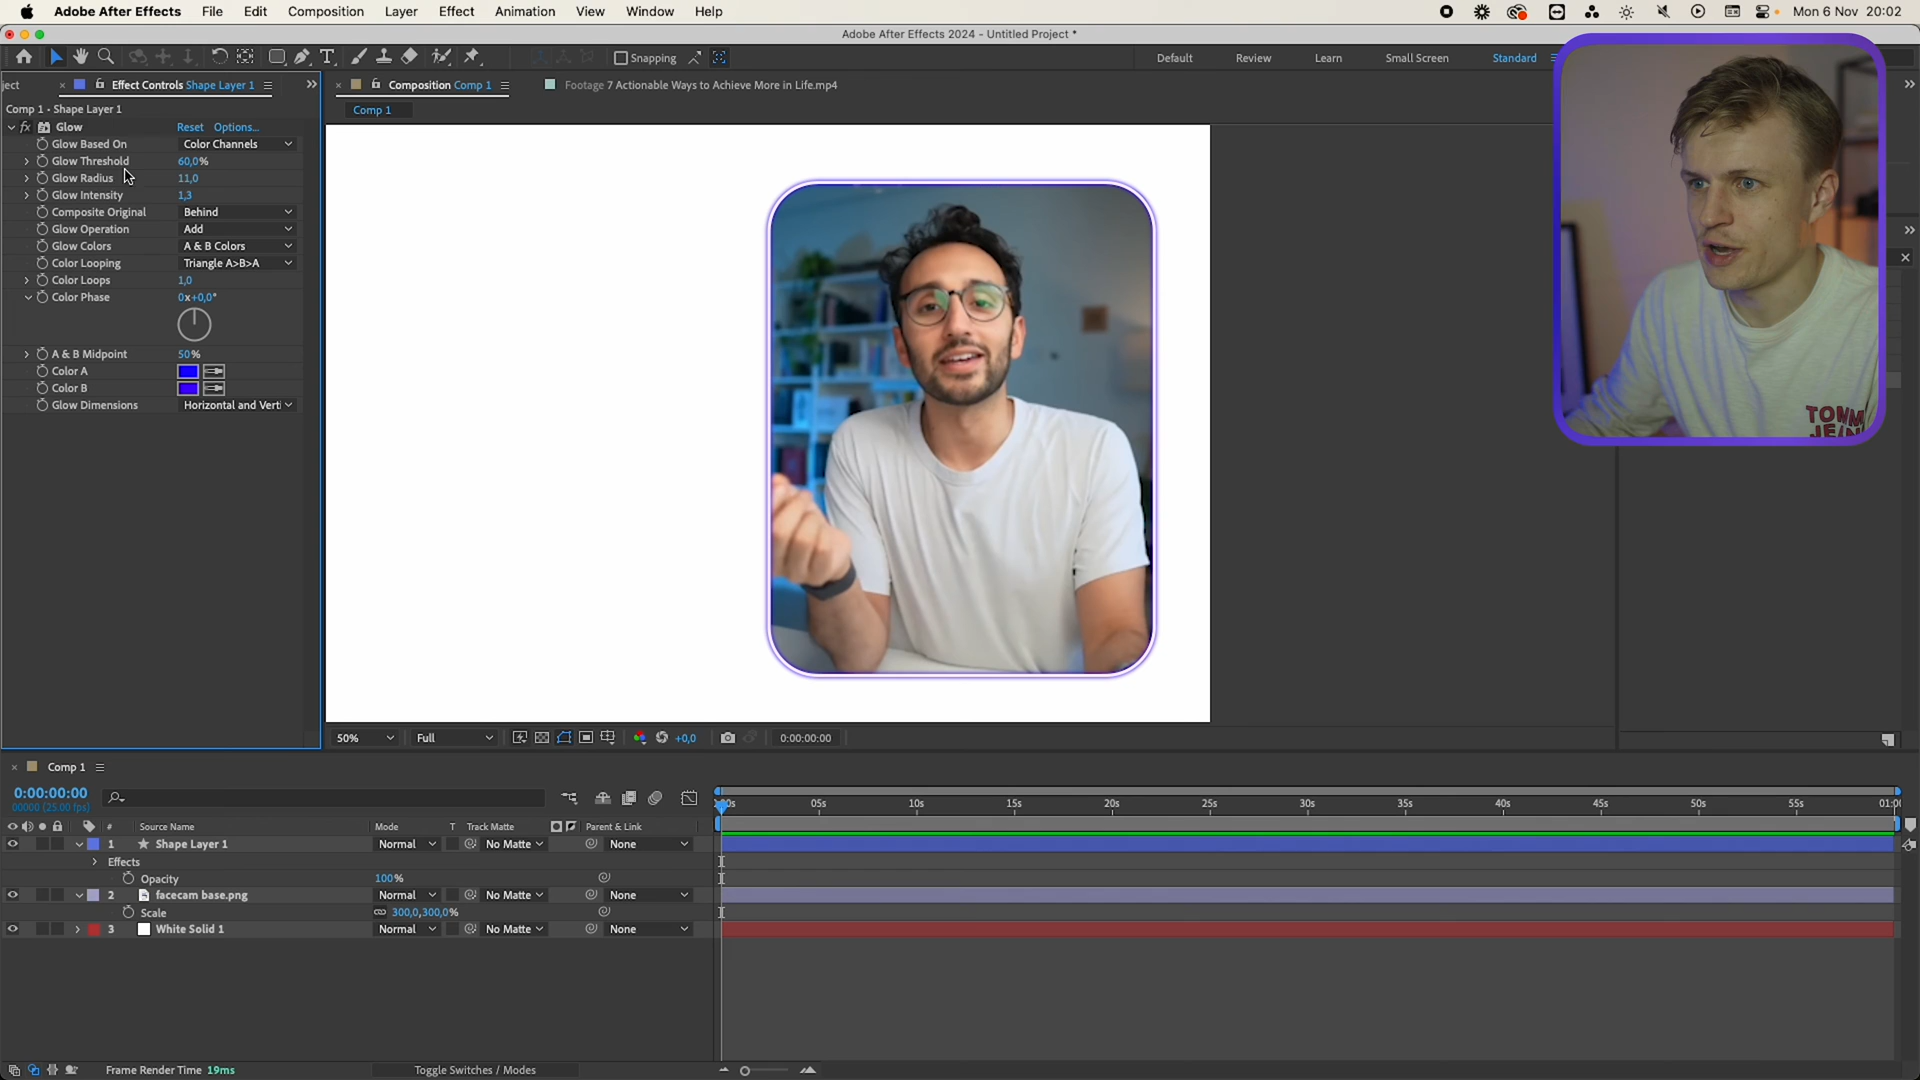 Adobe After Effects File Edit Composition Layer Effect Animation View Window Help Mon 6 Nov 20:02
Adobe After Effects 2024 - Untitled Project *
Snapping Default Review Learn Small Screen Standard
ject Effect Controls Shape Layer 1 Composition Comp 1 Footage 7 Actionable Ways to Achieve More in Life.mp4
Comp 1 • Shape Layer 1 Comp 1
fx Glow Reset Options...
Glow Based On Color Channels
Glow Threshold 60,0%
Glow Radius 11,0
Glow Intensity 1,3
Composite Original Behind
Glow Operation Add
Glow Colors A & B Colors
Color Looping Triangle A>B>A
Color Loops 1,0
Color Phase 0x+0,0°
A & B Midpoint 50%
Color A
Color B
Glow Dimensions Horizontal and Verti
TOMM
JEAN
50% Full +0,0 0:00:00:00
Comp 1
0:00:00:00
00000 (25.00 fps)
05s 10s 15s 20s 25s 30s 35s 40s 45s 50s 55s 01:0
# Source Name Mode T Track Matte Parent & Link
1 Shape Layer 1 Normal No Matte None
Effects
Opacity 100%
2 facecam base.png Normal No Matte None
Scale 300,0,300,0%
3 White Solid 1 Normal No Matte None
Frame Render Time 19ms Toggle Switches / Modes